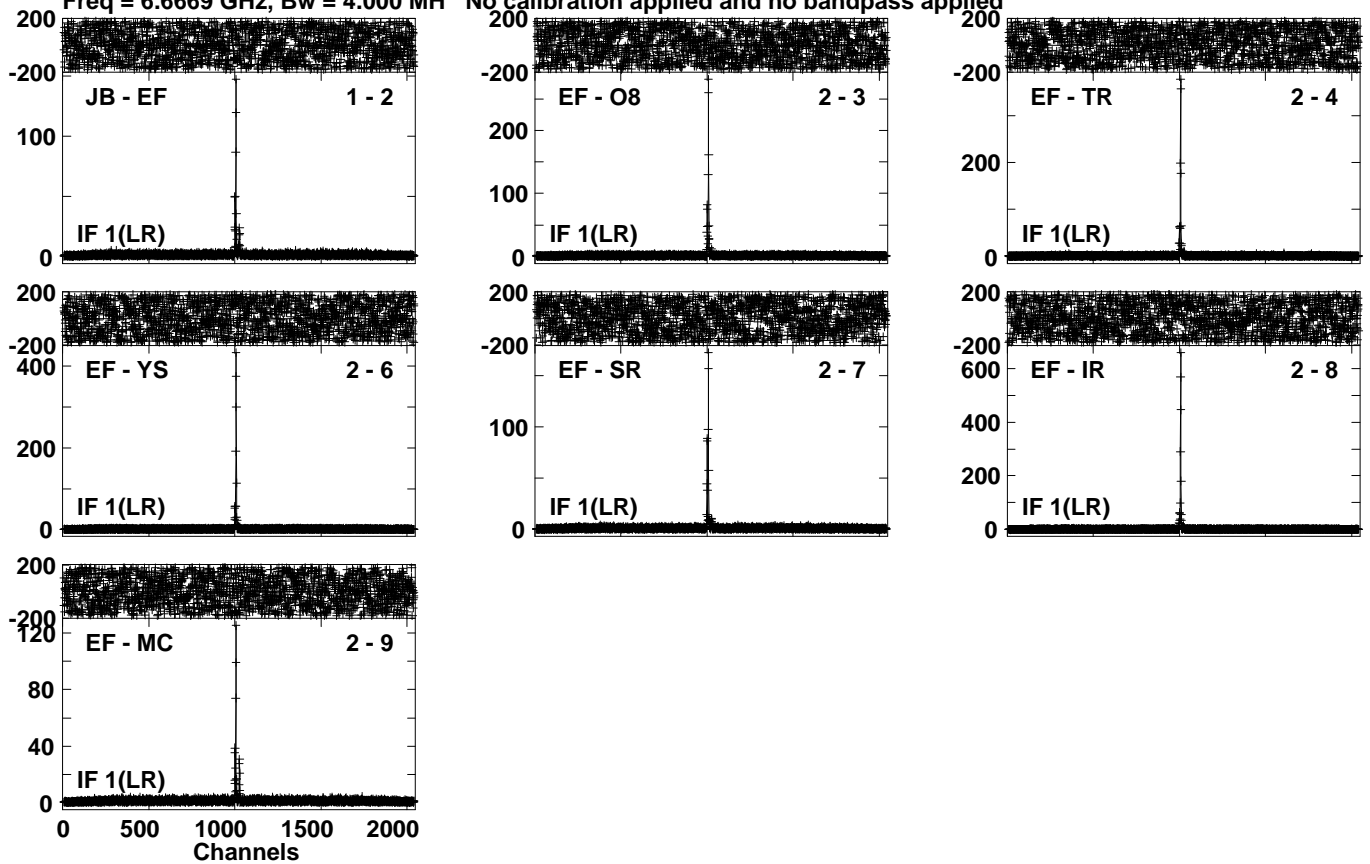 Freq = 6.6669 GHz, Bw = 4.000 MH No calibration applied and no bandpass applied
200
-200
JB - EF 1 - 2
100
IF 1(LR)
0
200
-200
EF - O8 2 - 3
200
100
IF 1(LR)
0
200
-200
EF - TR 2 - 4
200
IF 1(LR)
0
200
-200
400
EF - YS 2 - 6
200
IF 1(LR)
0
200
-200
EF - SR 2 - 7
100
IF 1(LR)
0
200
-200
600
EF - IR 2 - 8
400
200
IF 1(LR)
0
200
-200
120
EF - MC 2 - 9
80
40
IF 1(LR)
0
0 500 1000 1500 2000
Channels